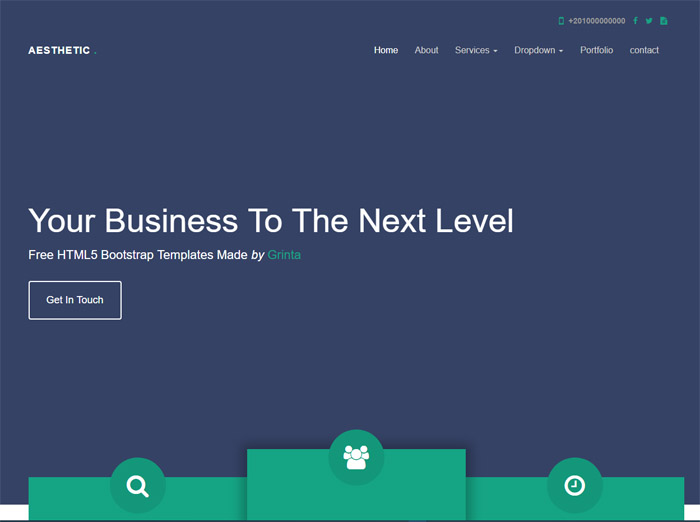 +201000000000
AESTHETIC .
Home About Services Dropdown Portfolio contact
Your Business To The Next Level
Free HTML5 Bootstrap Templates Made by Grinta
Get In Touch